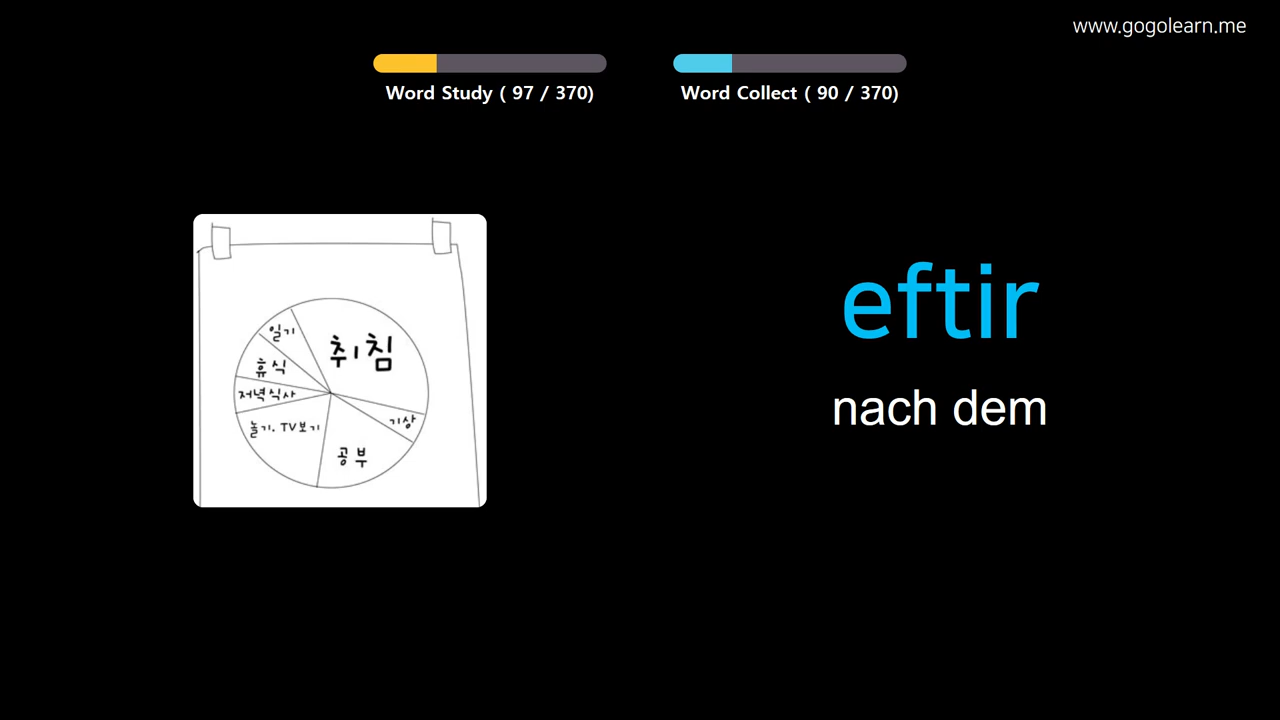 www.gogolearn.me
Word Study ( 97 / 370)
Word Collect ( 90 / 370)
일기
취침
휴식
저녁식사
기상
놀기. TV보기
공부
eftir
nach dem